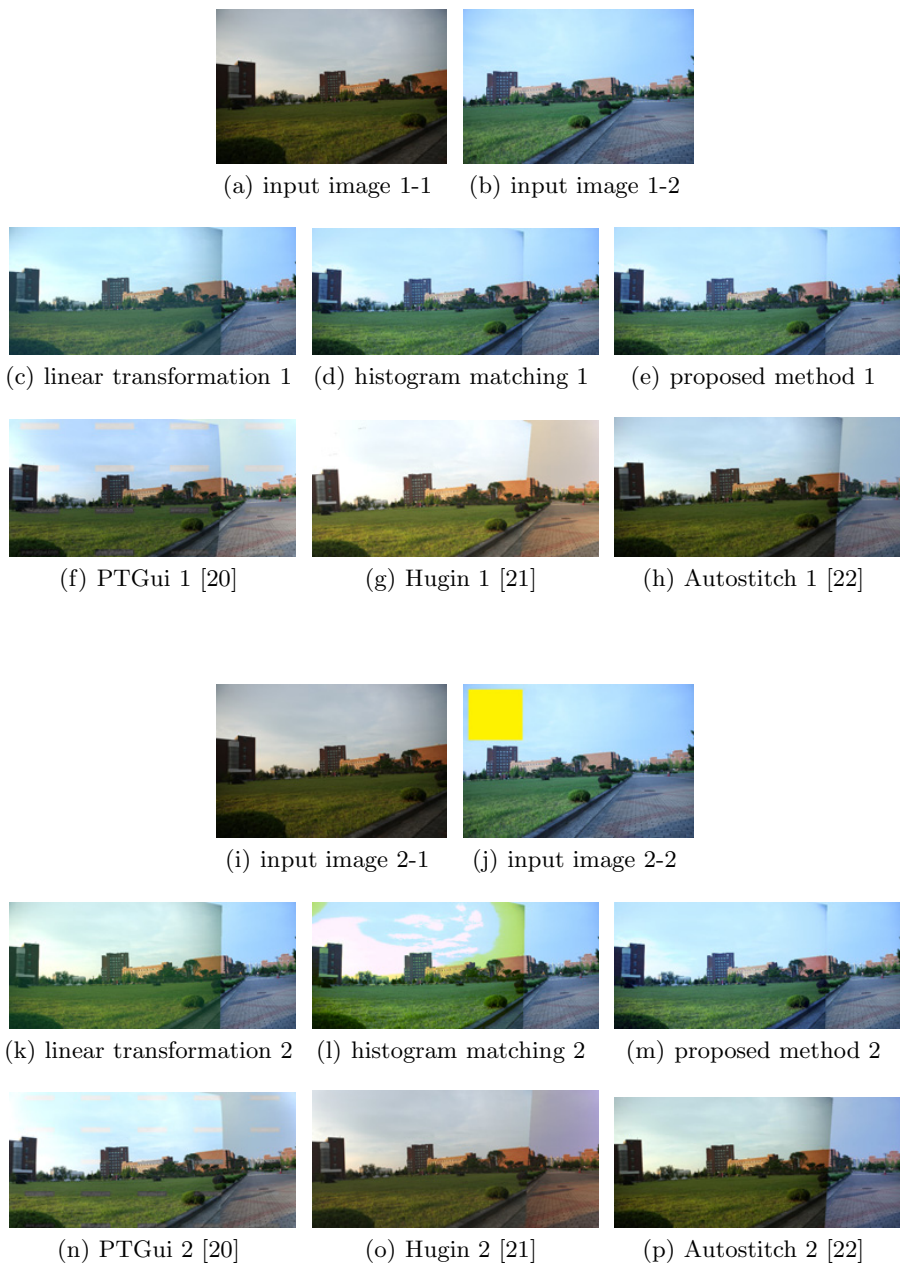 (a) input image 1-1
(b) input image 1-2
(c) linear transformation 1
(d) histogram matching 1
(e) proposed method 1
(f) PTGui 1 [20]
(g) Hugin 1 [21]
(h) Autostitch 1 [22]
(i) input image 2-1
(j) input image 2-2
(k) linear transformation 2
(l) histogram matching 2
(m) proposed method 2
(n) PTGui 2 [20]
(o) Hugin 2 [21]
(p) Autostitch 2 [22]